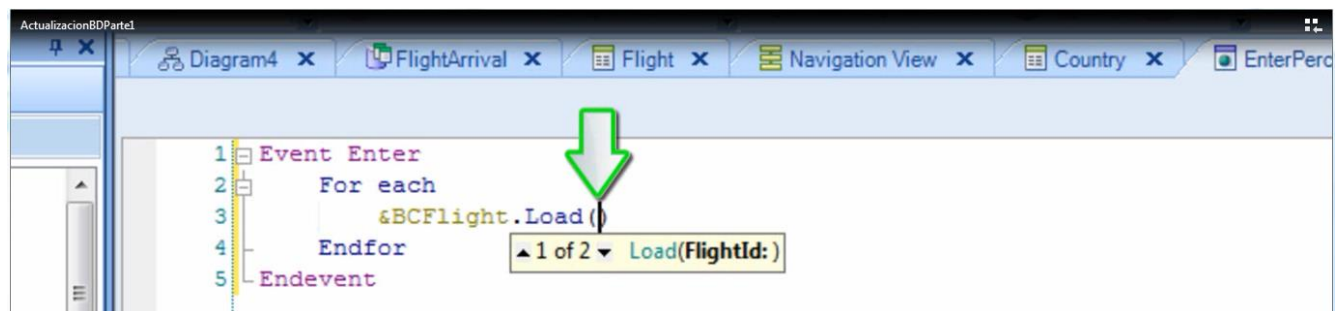 ActualizacionBDParte1
Diagram4 FlightArrival Flight Navigation View Country EnterPerc
1 Event Enter
2 For each
3 &BCFlight.Load()
4 Endfor
1 of 2 Load(FlightId: )
5 Endevent